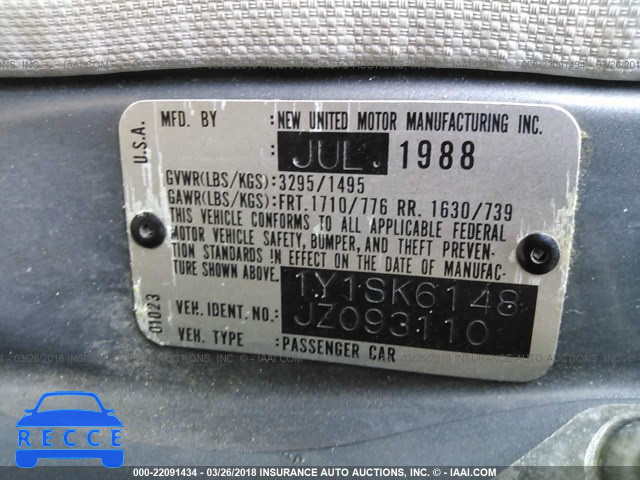 U.S.A.
MFD. BY :NEW UNITED MOTOR MANUFACTURING INC.
: JUL. 1988
GVWR(LBS/KGS):3295/1495
GAWR(LBS/KGS):FRT.1710/776 RR. 1630/739
THIS VEHICLE CONFORMS TO ALL APPLICABLE FEDERAL
MOTOR VEHICLE SAFETY, BUMPER, AND THEFT PREVEN-
TION STANDARDS IN EFFECT ON THE DATE OF MANUFAC-
TURE SHOWN ABOVE.
1Y1SK6148
VEH. IDENT. NO.: JZ093110
VEH. TYPE :PASSENGER CAR
01023
RECCE
000-22091434 - 03/26/2018 INSURANCE AUTO AUCTIONS, INC. - © IAAI.COM